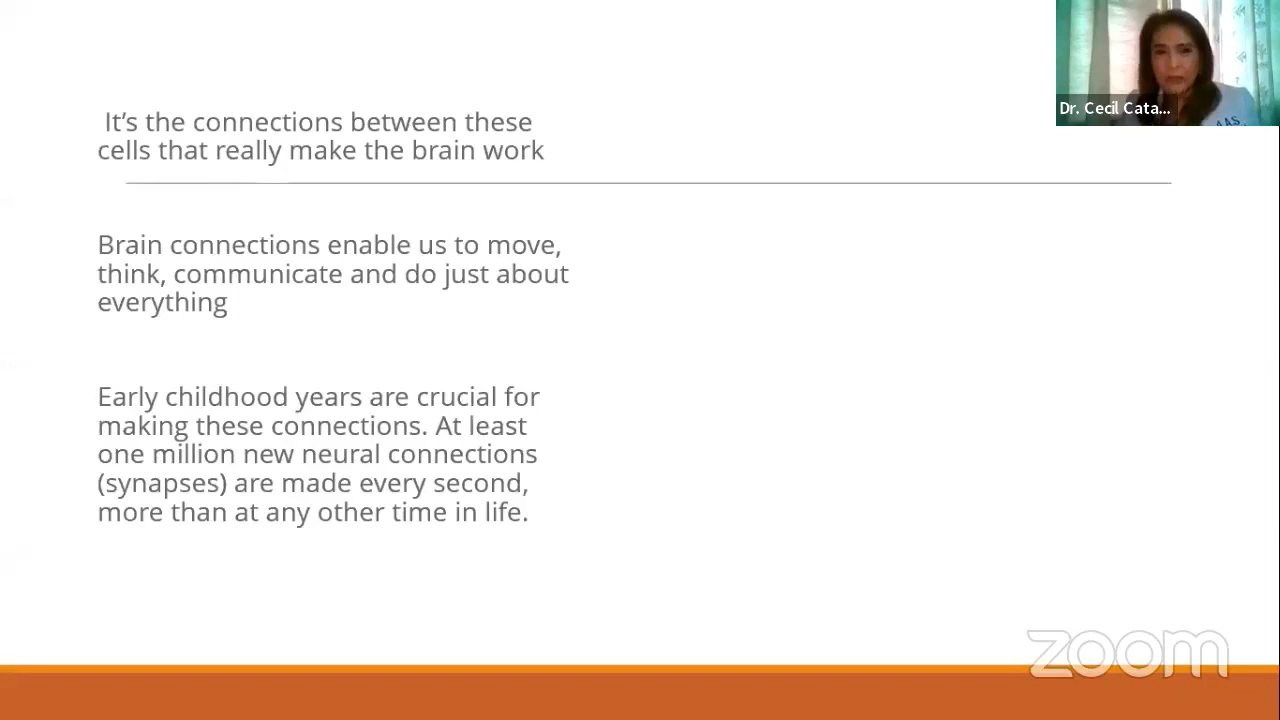 It's the connections between these
cells that really make the brain work
Brain connections enable us to move,
think, communicate and do just about
everything
Early childhood years are crucial for
making these connections. At least
one million new neural connections
(synapses) are made every second,
more than at any other time in life.
Dr. Cecil Cata...
AAS
zoom